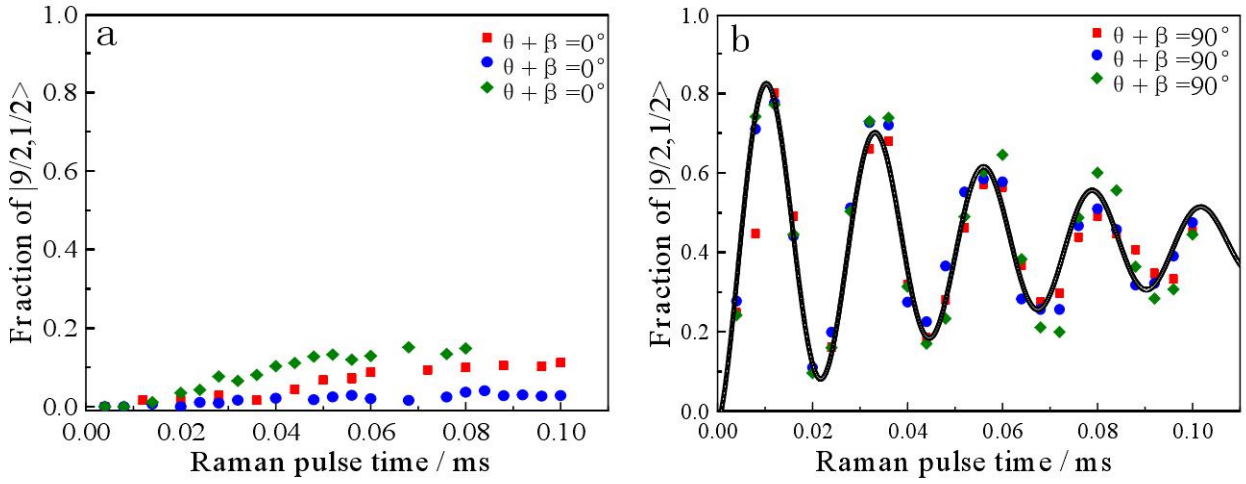 a
θ + β =0°
θ + β =0°
θ + β =0°
Fraction of |9/2,1/2>
1.0
0.8
0.6
0.4
0.2
0.0
0.00 0.02 0.04 0.06 0.08 0.10
Raman pulse time / ms
b
θ + β =90°
θ + β =90°
θ + β =90°
Fraction of |9/2,1/2>
1.0
0.8
0.6
0.4
0.2
0.0
0.00 0.02 0.04 0.06 0.08 0.10
Raman pulse time / ms